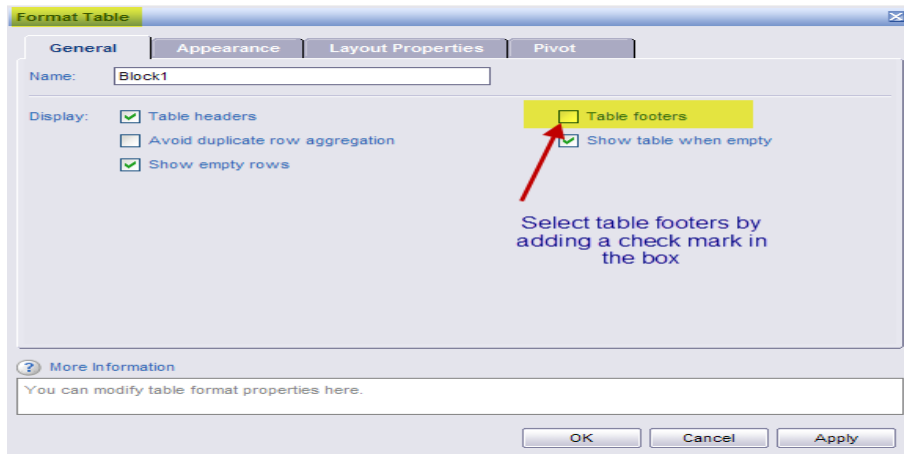 Format Table
General Appearance Layout Properties Pivot
Name: Block1
Display: Table headers Table footers
Avoid duplicate row aggregation Show table when empty
Show empty rows
Select table footers by
adding a check mark in
the box
? More Information
You can modify table format properties here.
OK Cancel Apply